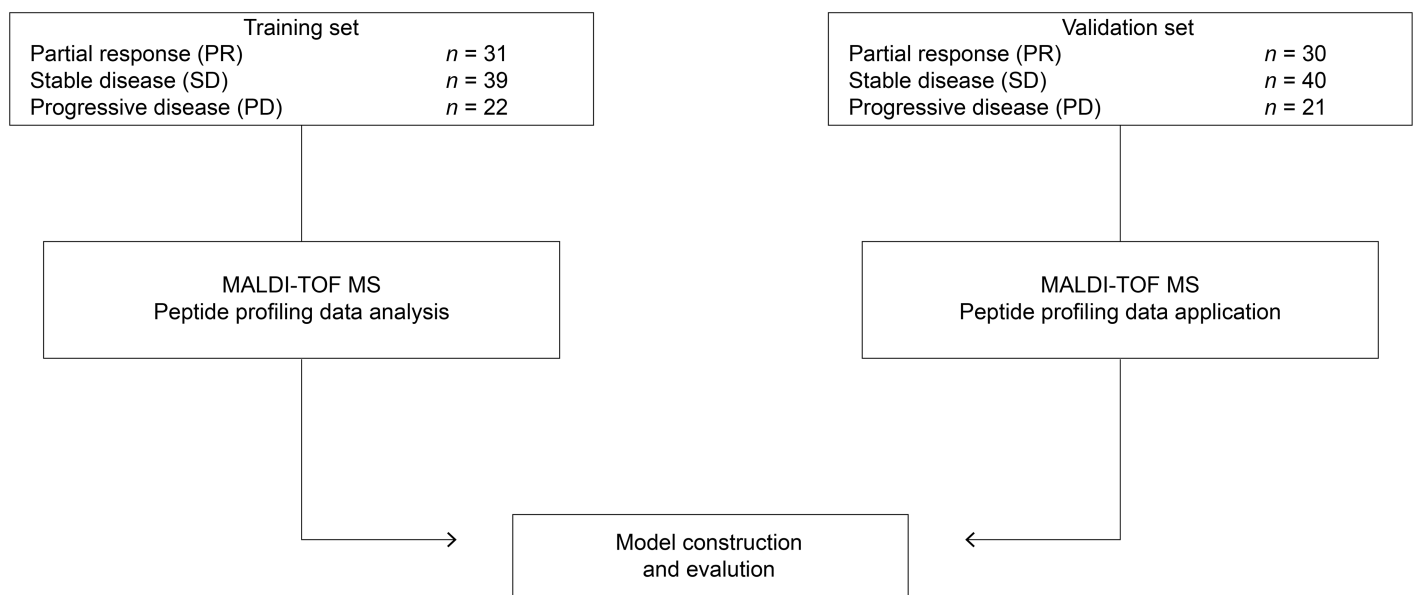 Training set
Partial response (PR) n = 31
Stable disease (SD) n = 39
Progressive disease (PD) n = 22
Validation set
Partial response (PR) n = 30
Stable disease (SD) n = 40
Progressive disease (PD) n = 21
MALDI-TOF MS
Peptide profiling data analysis
MALDI-TOF MS
Peptide profiling data application
Model construction
and evalution